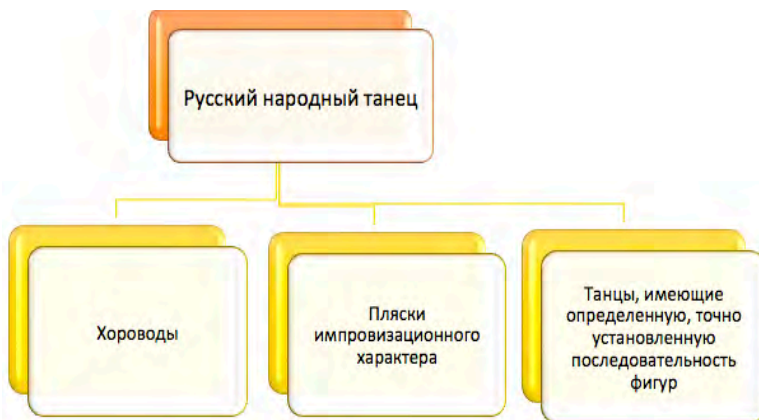 Русский народный танец
Хороводы
Пляски
импровизационного
характера
Танцы, имеющие
определенную, точно
установленную
последовательность
фигур